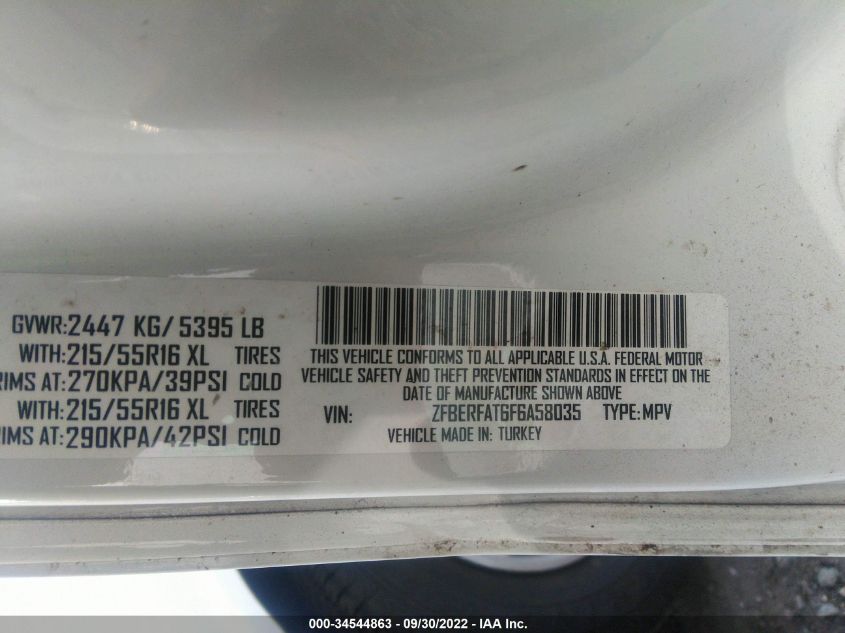 GVWR:2447 KG/5395 LB
WITH:215/55R16 XL TIRES
RIMS AT:270KPA/39PSI COLD
WITH:215/55R16 XL TIRES
RIMS AT:290KPA/42PSI COLD
THIS VEHICLE CONFORMS TO ALL APPLICABLE U.S.A. FEDERAL MOTOR
VEHICLE SAFETY AND THEFT PREVENTION STANDARDS IN EFFECT ON THE
DATE OF MANUFACTURE SHOWN ABOVE
VIN: ZFBERFAT6F6A58035 TYPE:MPV
VEHICLE MADE IN: TURKEY
000-34544863 - 09/30/2022 - IAA Inc.